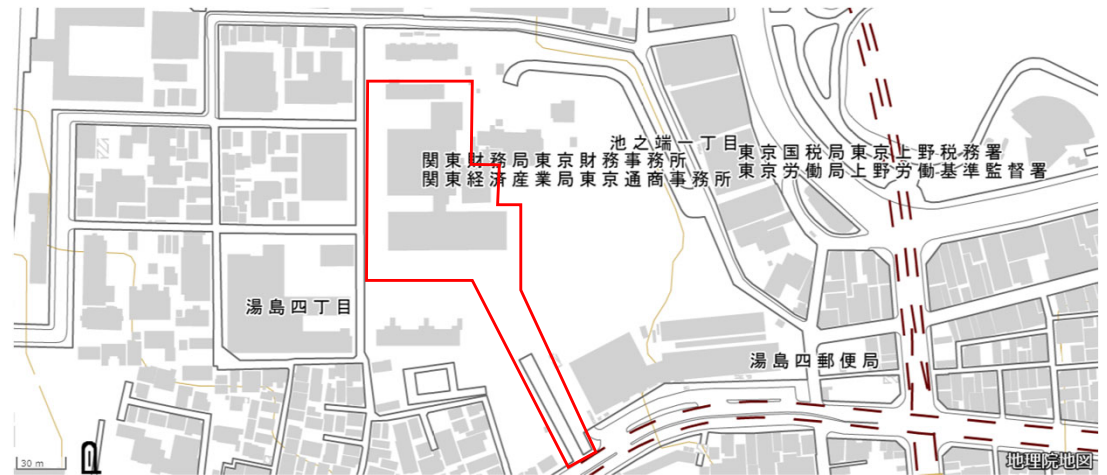 池之端一丁目
関東財務局東京財務事務所
東京国税局東京上野税務署
関東経済産業局東京通商事務所
東京労働局上野労働基準監督署
湯島四丁目
湯島四郵便局
30 m
地理院地図